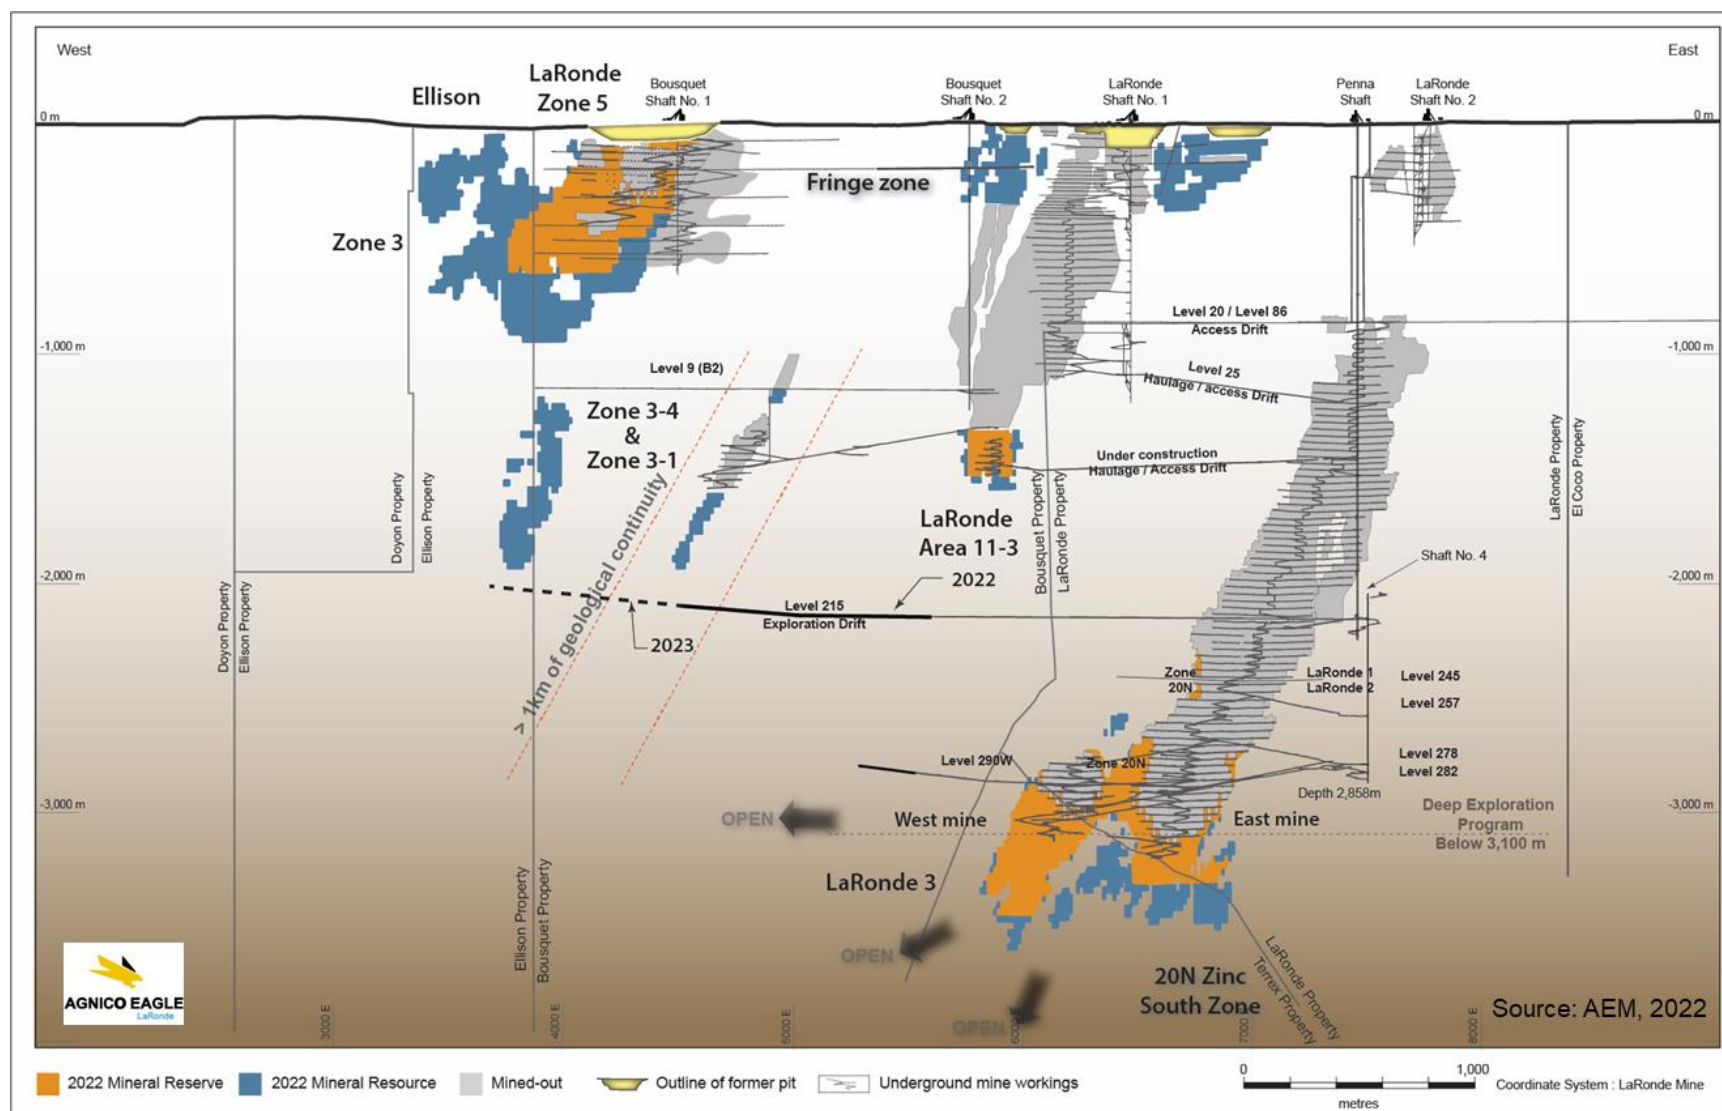 West
East
Ellison
LaRonde
Zone 5
Bousquet
Shaft No. 1
Bousquet
Shaft No. 2
LaRonde
Shaft No. 1
Penna
Shaft
LaRonde
Shaft No. 2
0 m
0 m
Fringe zone
Zone 3
Level 20 / Level 86
Access Drift
-1,000 m
-1,000 m
Level 9 (B2)
Level 25
Haulage / access Drift
Zone 3-4
&
Zone 3-1
Under construction
Haulage / Access Drift
LaRonde
Area 11-3
Doyon Property
Ellison Property
Bousquet Property
LaRonde Property
LaRonde Property
El Coco Property
> 1km of geological continuity
Shaft No. 4
-2,000 m
-2,000 m
2022
Level 215
Exploration Drift
2023
Doyon Property
Ellison Property
Zone
20N
LaRonde 1
LaRonde 2
Level 245
Level 257
Level 290W
Zone 20N
Level 278
Level 282
Depth 2,858m
-3,000 m
-3,000 m
OPEN
West mine
East mine
Deep Exploration
Program
Below 3,100 m
LaRonde 3
OPEN
Ellison Property
Bousquet Property
LaRonde Property
Terrex Property
20N Zinc
South Zone
OPEN
AGNICO EAGLE
LaRonde
3000 E
4000 E
5000 E
6000 E
7000 E
8000 E
Source: AEM, 2022
2022 Mineral Reserve
2022 Mineral Resource
Mined-out
Outline of former pit
Underground mine workings
0
1,000
metres
Coordinate System : LaRonde Mine